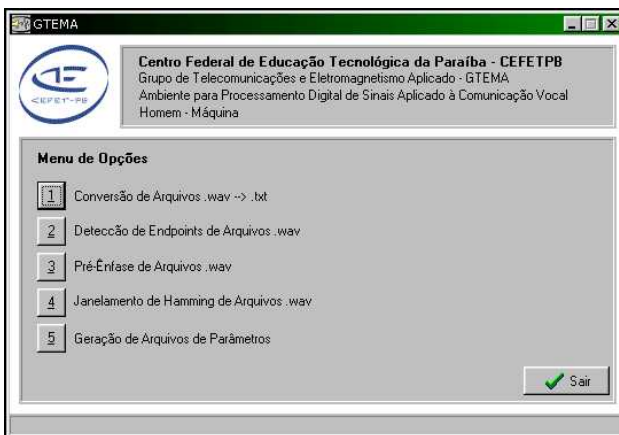 GTEMA
CEFET-PB
Centro Federal de Educação Tecnológica da Paraíba - CEFETPB
Grupo de Telecomunicações e Eletromagnetismo Aplicado - GTEMA
Ambiente para Processamento Digital de Sinais Aplicado à Comunicação Vocal
Homem - Máquina
Menu de Opções
1 Conversão de Arquivos .wav --> .txt
2 Detecção de Endpoints de Arquivos .wav
3 Pré-Ênfase de Arquivos .wav
4 Janelamento de Hamming de Arquivos .wav
5 Geração de Arquivos de Parâmetros
Sair